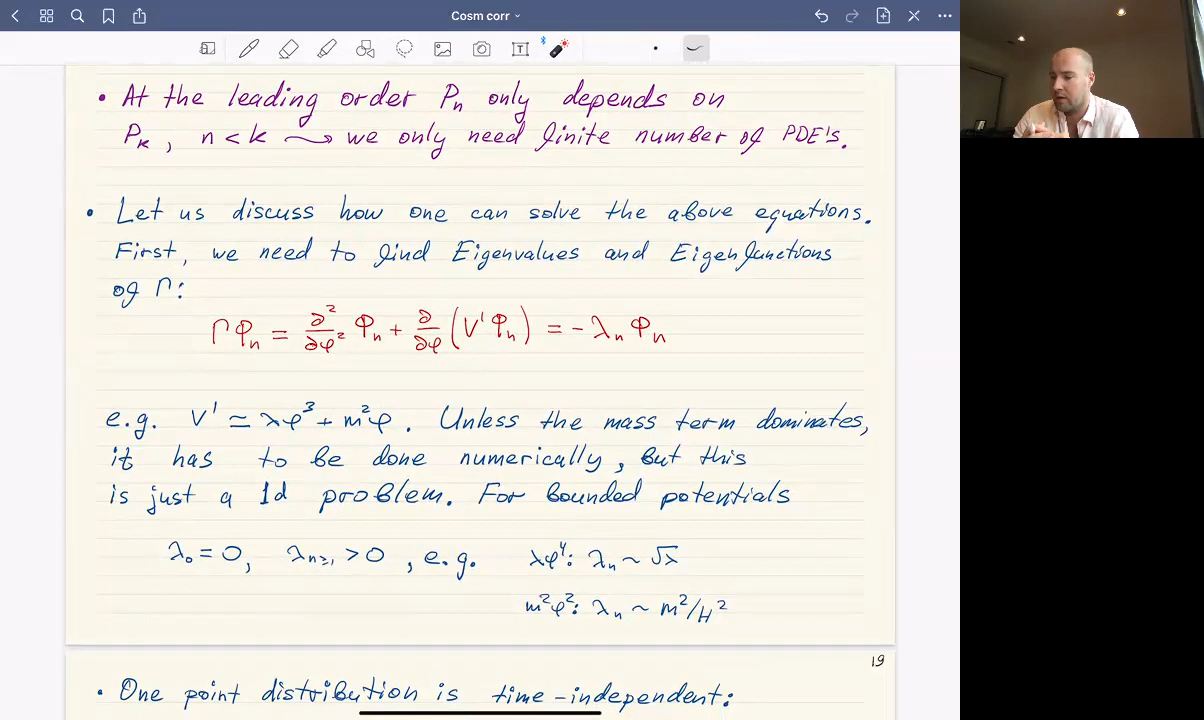 Cosm corr
• At the leading order Pn only depends on
Pk, n < k ⇝ we only need finite number of PDE's.
• Let us discuss how one can solve the above equations.
First, we need to find Eigenvalues and Eigenfunctions
of Γ:
ΓΦn = ∂²/∂φ² Φn + ∂/∂φ (V'Φn) = -λn Φn
e.g. V' ≃ λφ³ + m²φ. Unless the mass term dominates,
it has to be done numerically, but this
is just a 1d problem. For bounded potentials
λ0 = 0, λn≥1 > 0, e.g. λφ⁴: λn ~ √λ
m²φ²: λn ~ m²/H²
19
• One point distribution is time-independent: